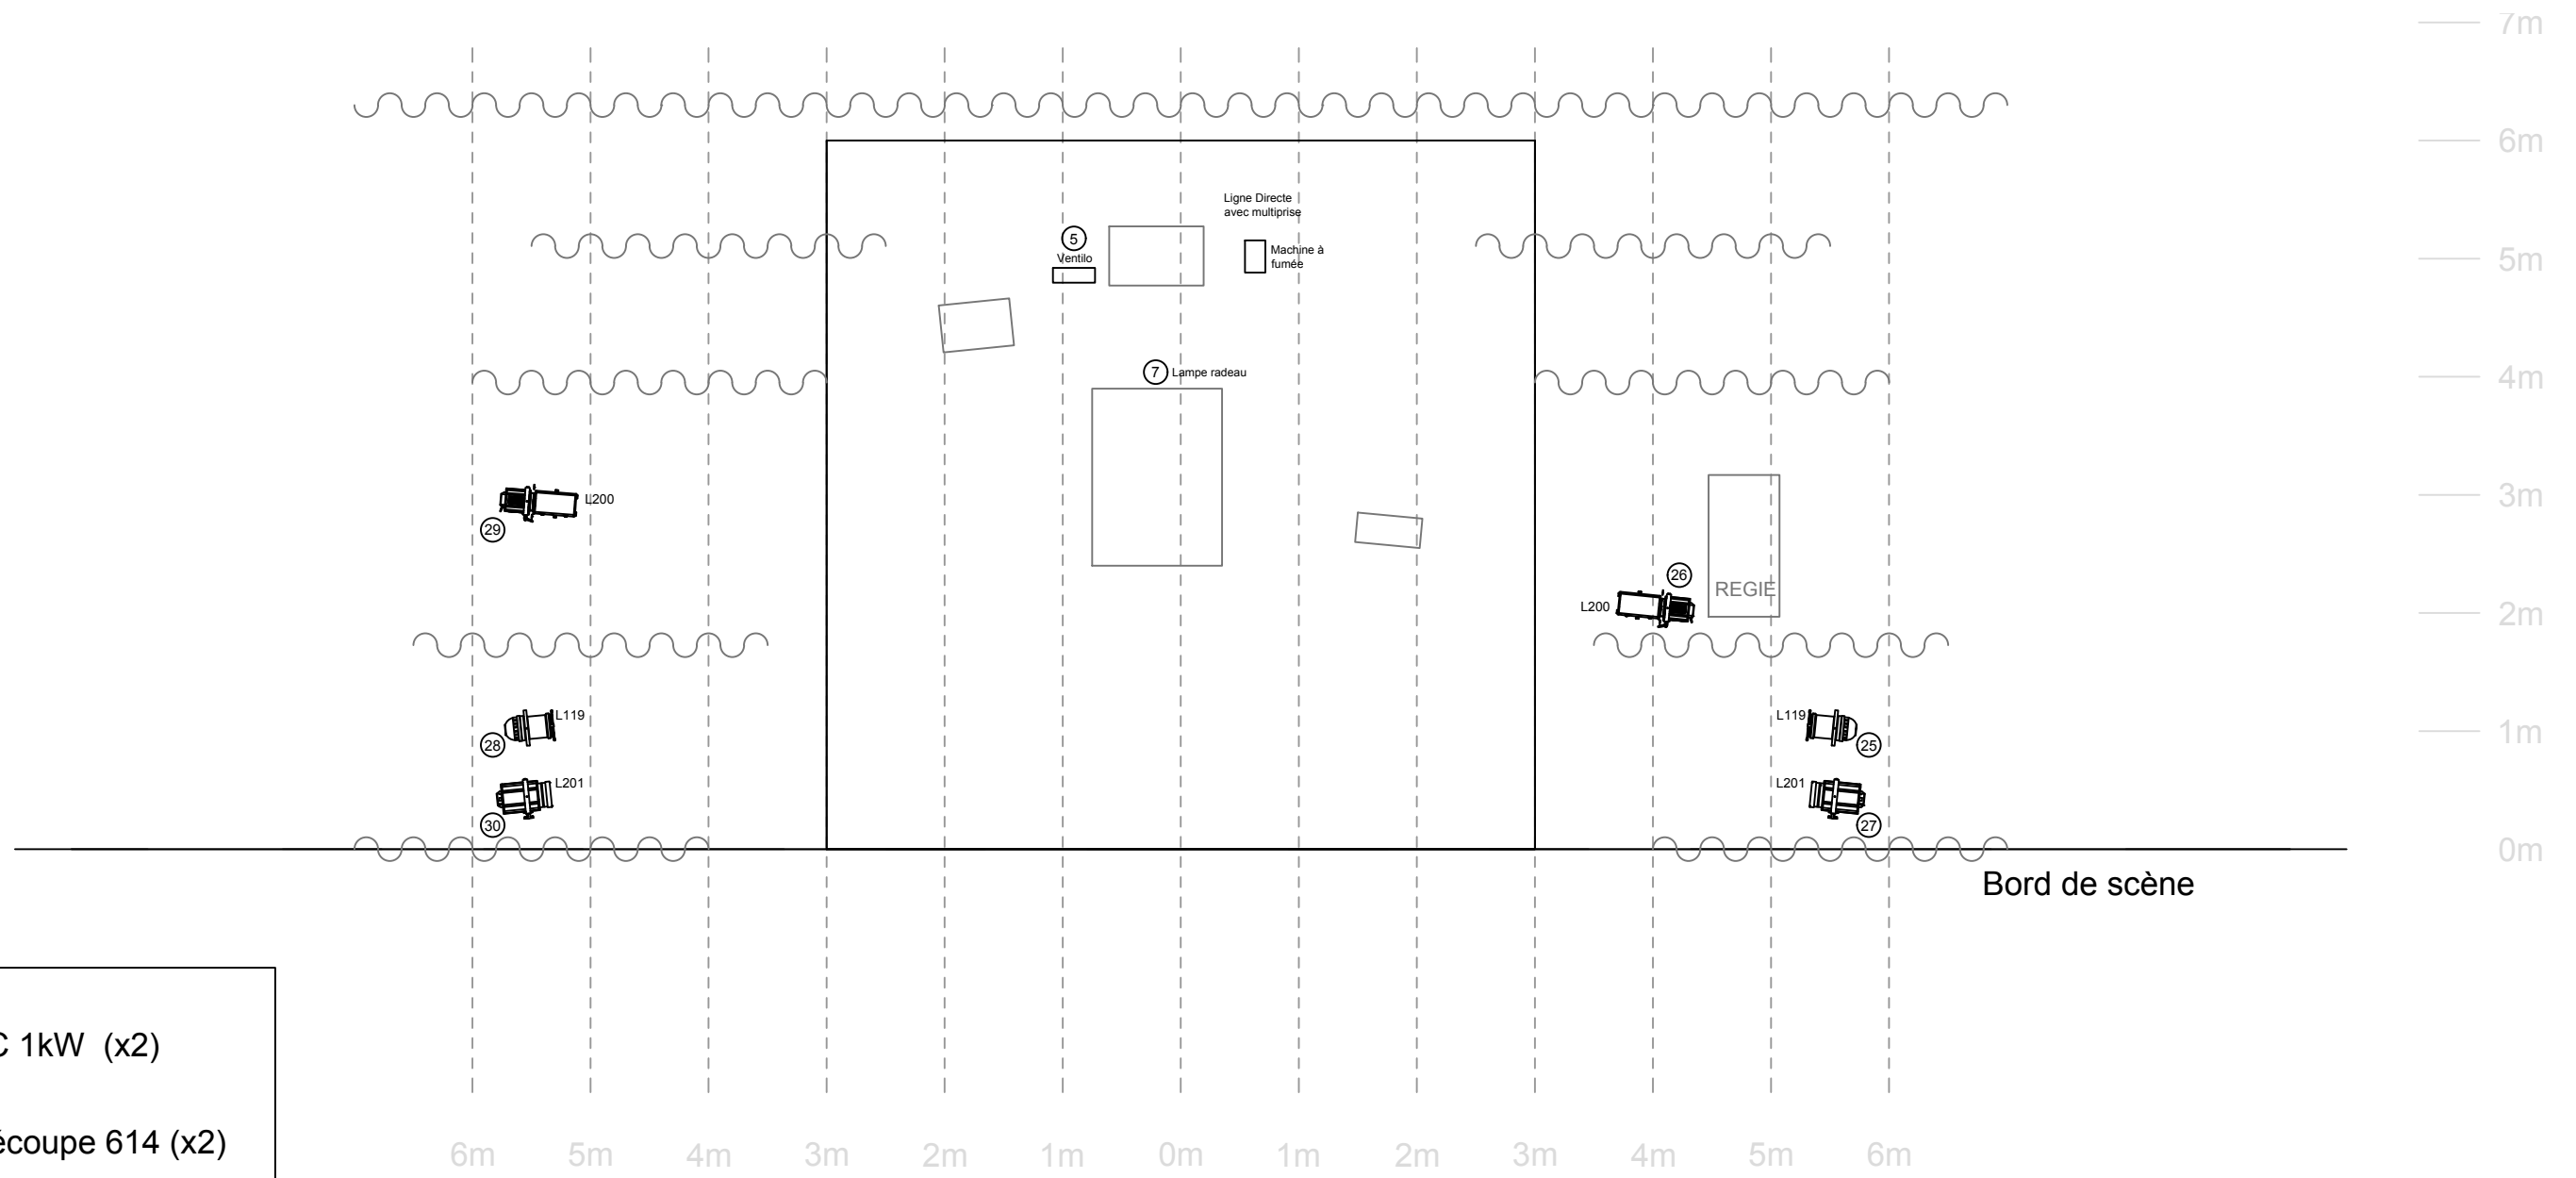 7m
6m
Ligne Directe
avec multiprise
5
Ventilo
Machine à
fumée
5m
7 Lampe radeau
4m
L200
29
3m
26
REGIE
L200
2m
L119
28
L119
25
1m
L201
30
L201
27
0m
Bord de scène
1kW (x2)
614 (x2)
6m 5m 4m 3m 2m 1m 0m 1m 2m 3m 4m 5m 6m